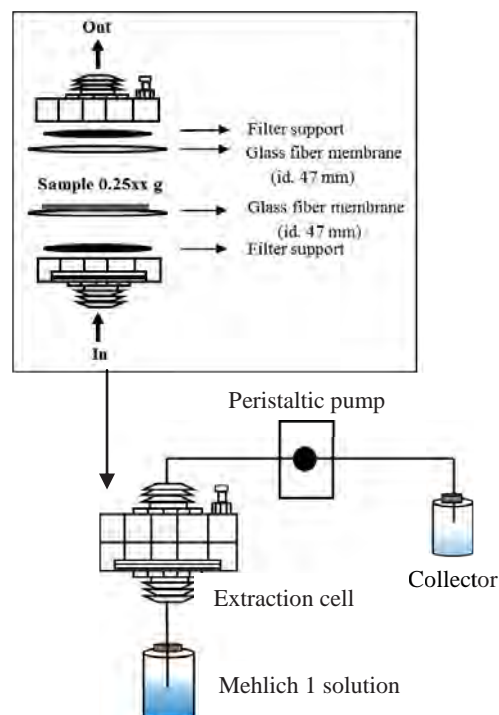 Out
Filter support
Glass fiber membrane
(id. 47 mm)
Sample 0.25xx g
Glass fiber membrane
(id. 47 mm)
Filter support
In
Peristaltic pump
Collector
Extraction cell
Mehlich 1 solution